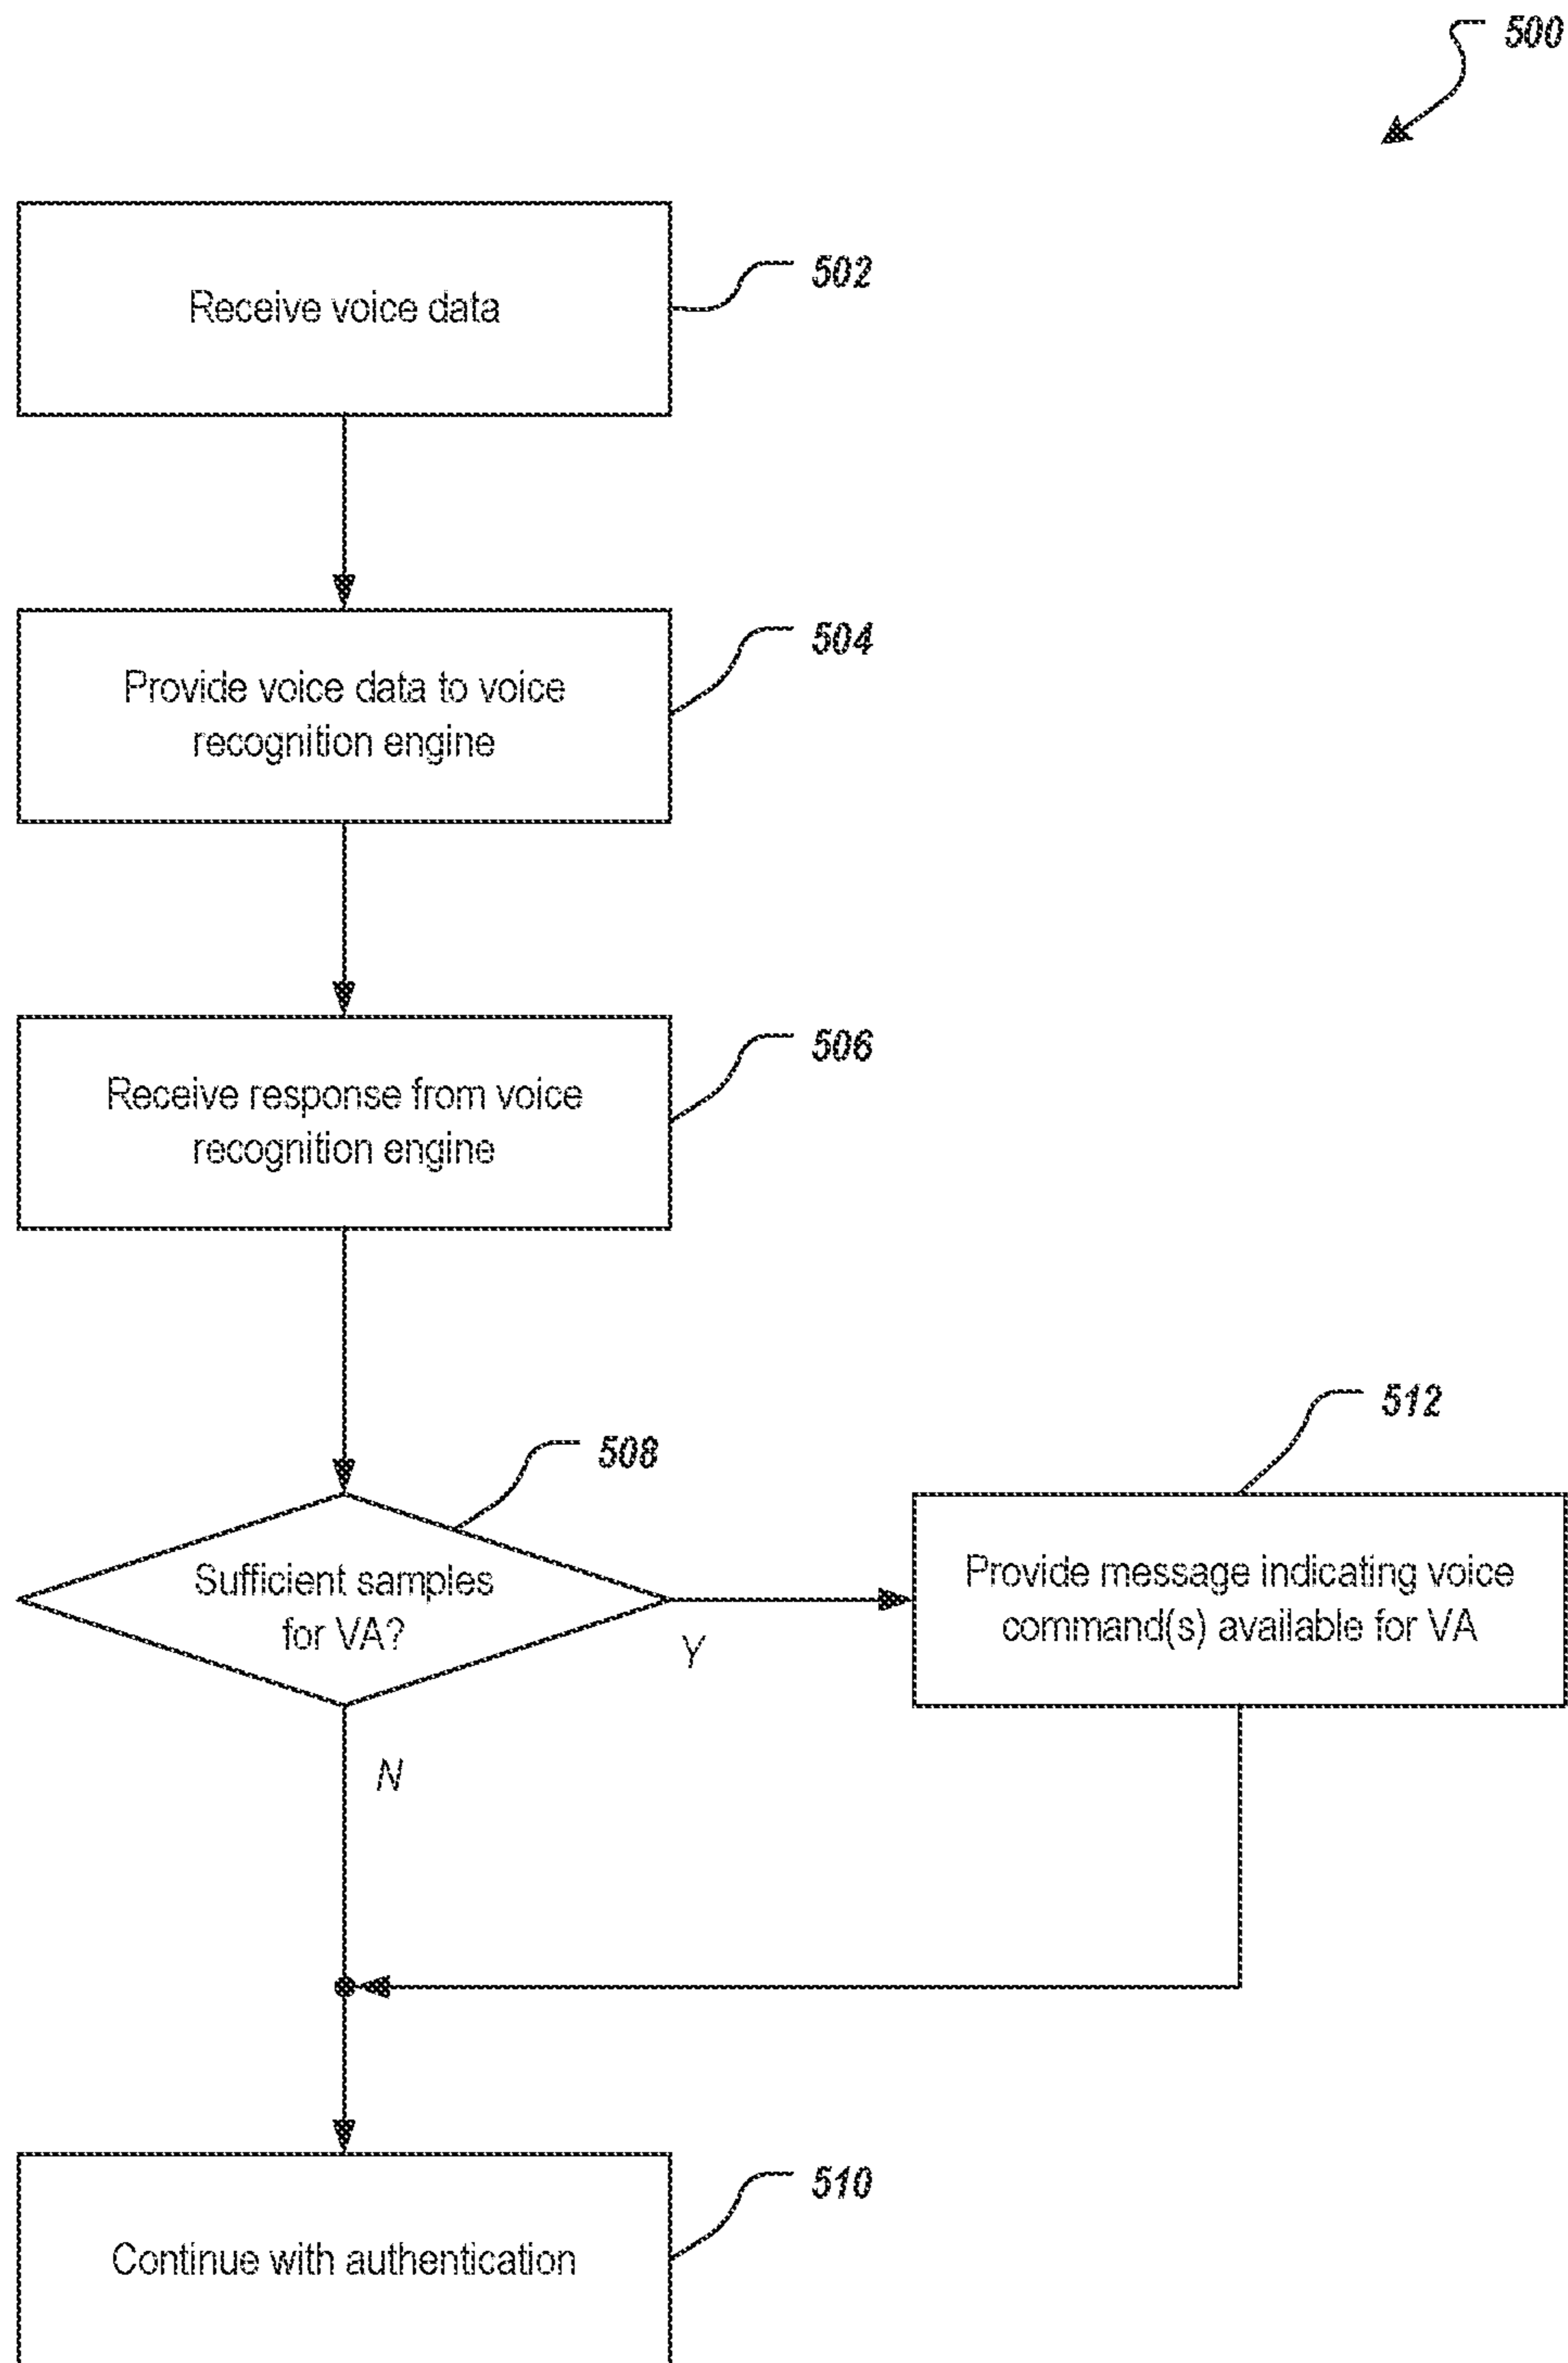 500
Receive voice data
502
Provide voice data to voice
recognition engine
504
Receive response from voice
recognition engine
506
Sufficient samples
for VA?
508
Y
N
Provide message indicating voice
command(s) available for VA
512
Continue with authentication
510